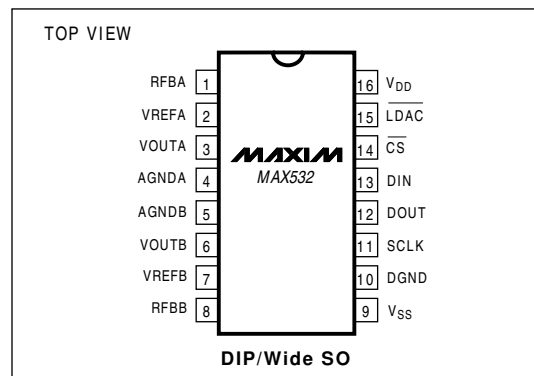 TOP VIEW
RFBA 1
VREFA 2
VOUTA 3
AGNDA 4
AGNDB 5
VOUTB 6
VREFB 7
RFBB 8
MAXIM
MAX532
16 VDD
15 LDAC
14 CS
13 DIN
12 DOUT
11 SCLK
10 DGND
9 VSS
DIP/Wide SO